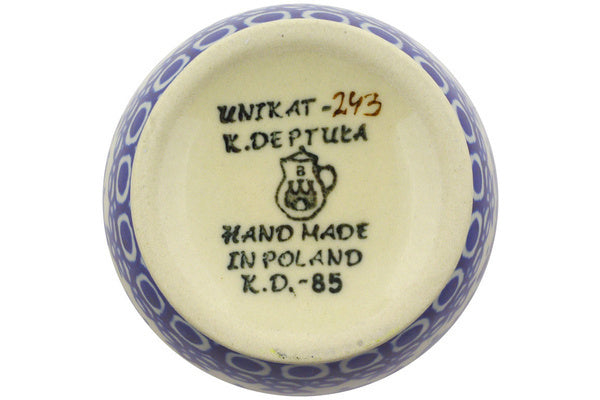 UNIKAT-243
K.DEPTUŁA
B
HAND MADE
IN POLAND
K.D.-85